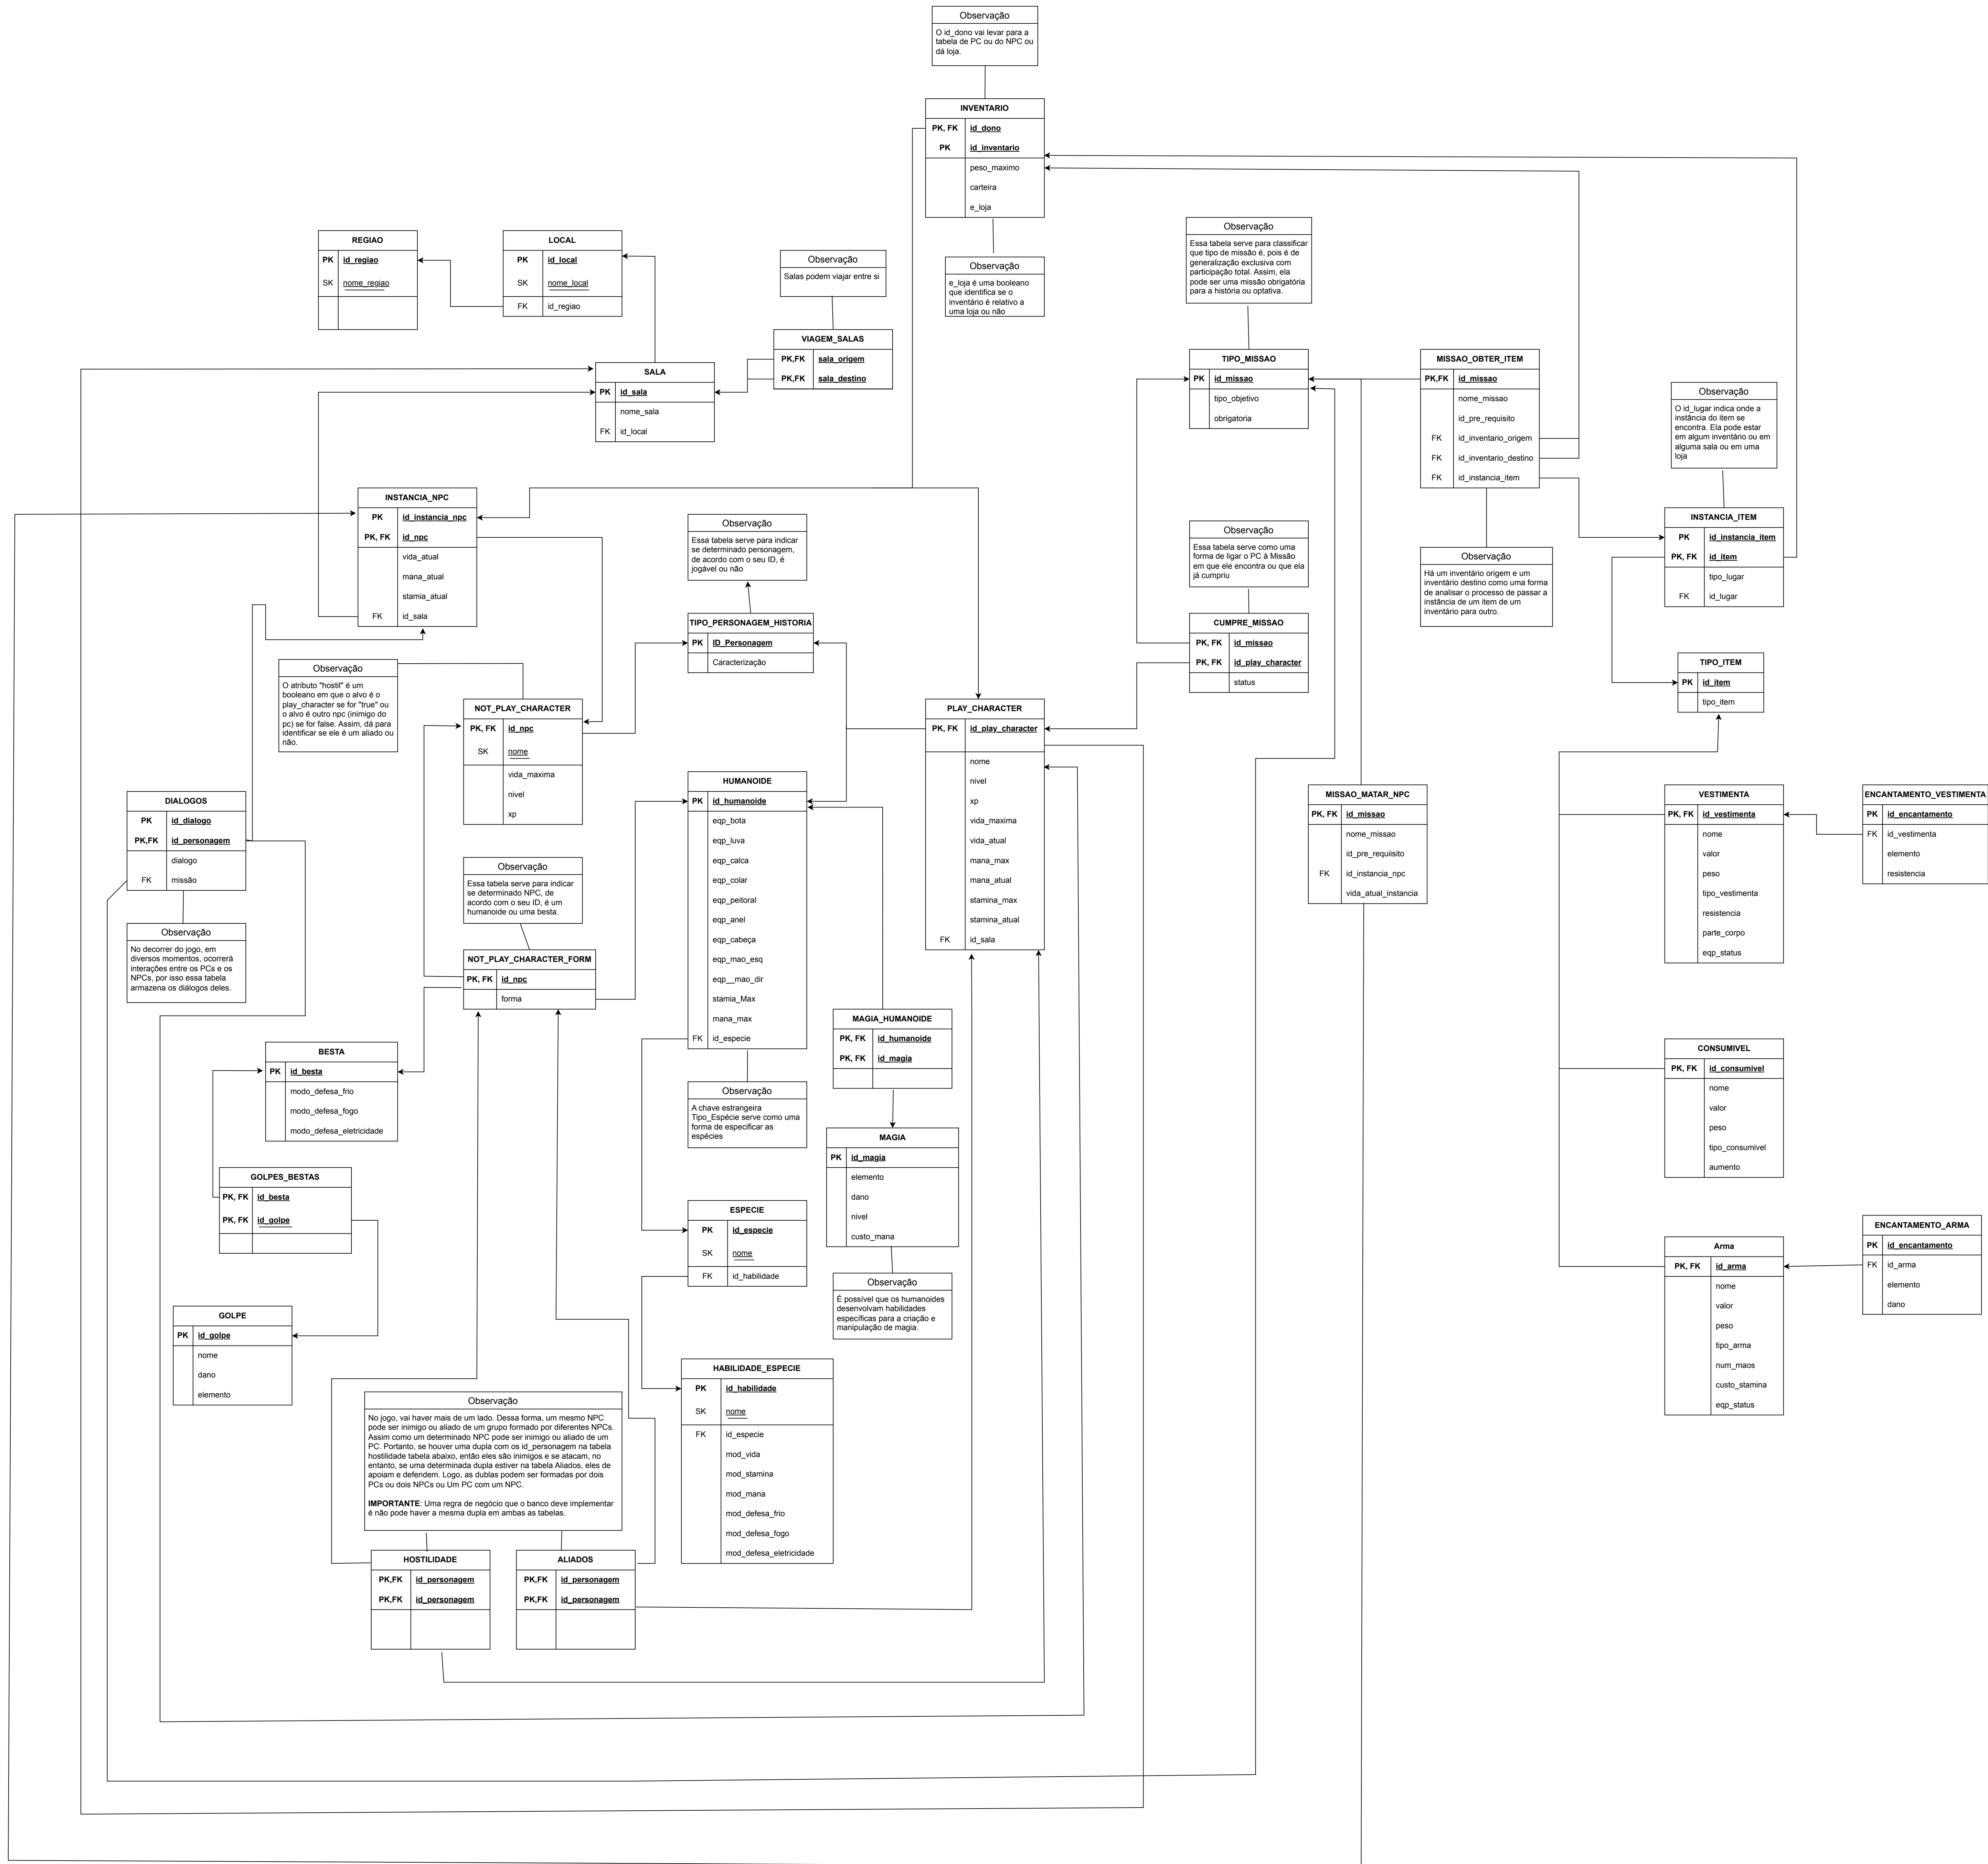 Observação
O id_dono vai levar para a
tabela de PC ou do NPC ou
dá loja.
INVENTARIO
PK, FK id_dono
PK id_inventario
peso_maximo
carteira
e_loja
Observação
e_loja é uma booleano
que identifica se o
inventário é relativo a
uma loja ou não
REGIAO
PK id_regiao
SK nome_regiao
LOCAL
PK id_local
SK nome_local
FK id_regiao
Observação
Salas podem viajar entre si
VIAGEM_SALAS
PK,FK sala_origem
PK,FK sala_destino
SALA
PK id_sala
nome_sala
FK id_local
Observação
Essa tabela serve para classificar
que tipo de missão é, pois é de
generalização exclusiva com
participação total. Assim, ela
pode ser uma missão obrigatória
para a história ou optativa.
TIPO_MISSAO
PK id_missao
tipo_objetivo
obrigatoria
MISSAO_OBTER_ITEM
PK,FK id_missao
nome_missao
id_pre_requisito
FK id_inventario_origem
FK id_inventario_destino
FK id_instancia_item
Observação
Há um inventário origem e um
inventário destino como uma forma
de analisar o processo de passar a
instância de um item de um
inventário para outro.
Observação
O id_lugar indica onde a
instância do item se
encontra. Ela pode estar
em algum inventário ou em
alguma sala ou em uma
loja
INSTANCIA_ITEM
PK id_instancia_item
PK, FK id_item
tipo_lugar
FK id_lugar
TIPO_ITEM
PK id_item
tipo_item
INSTANCIA_NPC
PK id_instancia_npc
PK, FK id_npc
vida_atual
mana_atual
stamia_atual
FK id_sala
Observação
Essa tabela serve para indicar
se determinado personagem,
de acordo com o seu ID, é
jogável ou não
TIPO_PERSONAGEM_HISTORIA
PK ID_Personagem
Caracterização
Observação
Essa tabela serve como uma
forma de ligar o PC à Missão
em que ele encontra ou que ela
já cumpriu
CUMPRE_MISSAO
PK, FK id_missao
PK, FK id_play_character
status
Observação
O atributo "hostil" é um
booleano em que o alvo é o
play_character se for "true" ou
o alvo é outro npc (inimigo do
pc) se for false. Assim, dá para
identificar se ele é um aliado ou
não.
NOT_PLAY_CHARACTER
PK, FK id_npc
SK nome
vida_maxima
nivel
xp
PLAY_CHARACTER
PK, FK id_play_character
nome
nivel
xp
vida_maxima
vida_atual
mana_max
mana_atual
stamina_max
stamina_atual
FK id_sala
HUMANOIDE
PK id_humanoide
eqp_bota
eqp_luva
eqp_calca
eqp_colar
eqp_peitoral
eqp_anel
eqp_cabeça
eqp_mao_esq
eqp__mao_dir
stamia_Max
mana_max
FK id_especie
Observação
A chave estrangeira
Tipo_Espécie serve como uma
forma de especificar as
espécies
DIALOGOS
PK id_dialogo
PK,FK id_personagem
dialogo
FK missão
Observação
No decorrer do jogo, em
diversos momentos, ocorrerá
interações entre os PCs e os
NPCs, por isso essa tabela
armazena os diálogos deles.
Observação
Essa tabela serve para indicar
se determinado NPC, de
acordo com o seu ID, é um
humanoide ou uma besta.
NOT_PLAY_CHARACTER_FORM
PK, FK id_npc
forma
MISSAO_MATAR_NPC
PK, FK id_missao
nome_missao
id_pre_requiisito
FK id_instancia_npc
vida_atual_instancia
VESTIMENTA
PK, FK id_vestimenta
nome
valor
peso
tipo_vestimenta
resistencia
parte_corpo
eqp_status
ENCANTAMENTO_VESTIMENTA
PK id_encantamento
FK id_vestimenta
elemento
resistencia
BESTA
PK id_besta
modo_defesa_frio
modo_defesa_fogo
modo_defesa_eletricidade
MAGIA_HUMANOIDE
PK, FK id_humanoide
PK, FK id_magia
MAGIA
PK id_magia
elemento
dano
nivel
custo_mana
Observação
É possível que os humanoides
desenvolvam habilidades
específicas para a criação e
manipulação de magia.
CONSUMIVEL
PK, FK id_consumivel
nome
valor
peso
tipo_consumivel
aumento
GOLPES_BESTAS
PK, FK id_besta
PK, FK id_golpe
ESPECIE
PK id_especie
SK nome
FK id_habilidade
GOLPE
PK id_golpe
nome
dano
elemento
Arma
PK, FK id_arma
nome
valor
peso
tipo_arma
num_maos
custo_stamina
eqp_status
ENCANTAMENTO_ARMA
PK id_encantamento
FK id_arma
elemento
dano
HABILIDADE_ESPECIE
PK id_habilidade
SK nome
FK id_especie
mod_vida
mod_stamina
mod_mana
mod_defesa_frio
mod_defesa_fogo
mod_defesa_eletricidade
Observação
No jogo, vai haver mais de um lado. Dessa forma, um mesmo NPC
pode ser inimigo ou aliado de um grupo formado por diferentes NPCs.
Assim como um determinado NPC pode ser inimigo ou aliado de um
PC. Portanto, se houver uma dupla com os id_personagem na tabela
hostilidade tabela abaixo, então eles são inimigos e se atacam, no
entanto, se uma determinada dupla estiver na tabela Aliados, eles de
apoiam e defendem. Logo, as dublas podem ser formadas por dois
PCs ou dois NPCs ou Um PC com um NPC.
IMPORTANTE: Uma regra de negócio que o banco deve implementar
é não pode haver a mesma dupla em ambas as tabelas.
HOSTILIDADE
PK,FK id_personagem
PK,FK id_personagem
ALIADOS
PK,FK id_personagem
PK,FK id_personagem